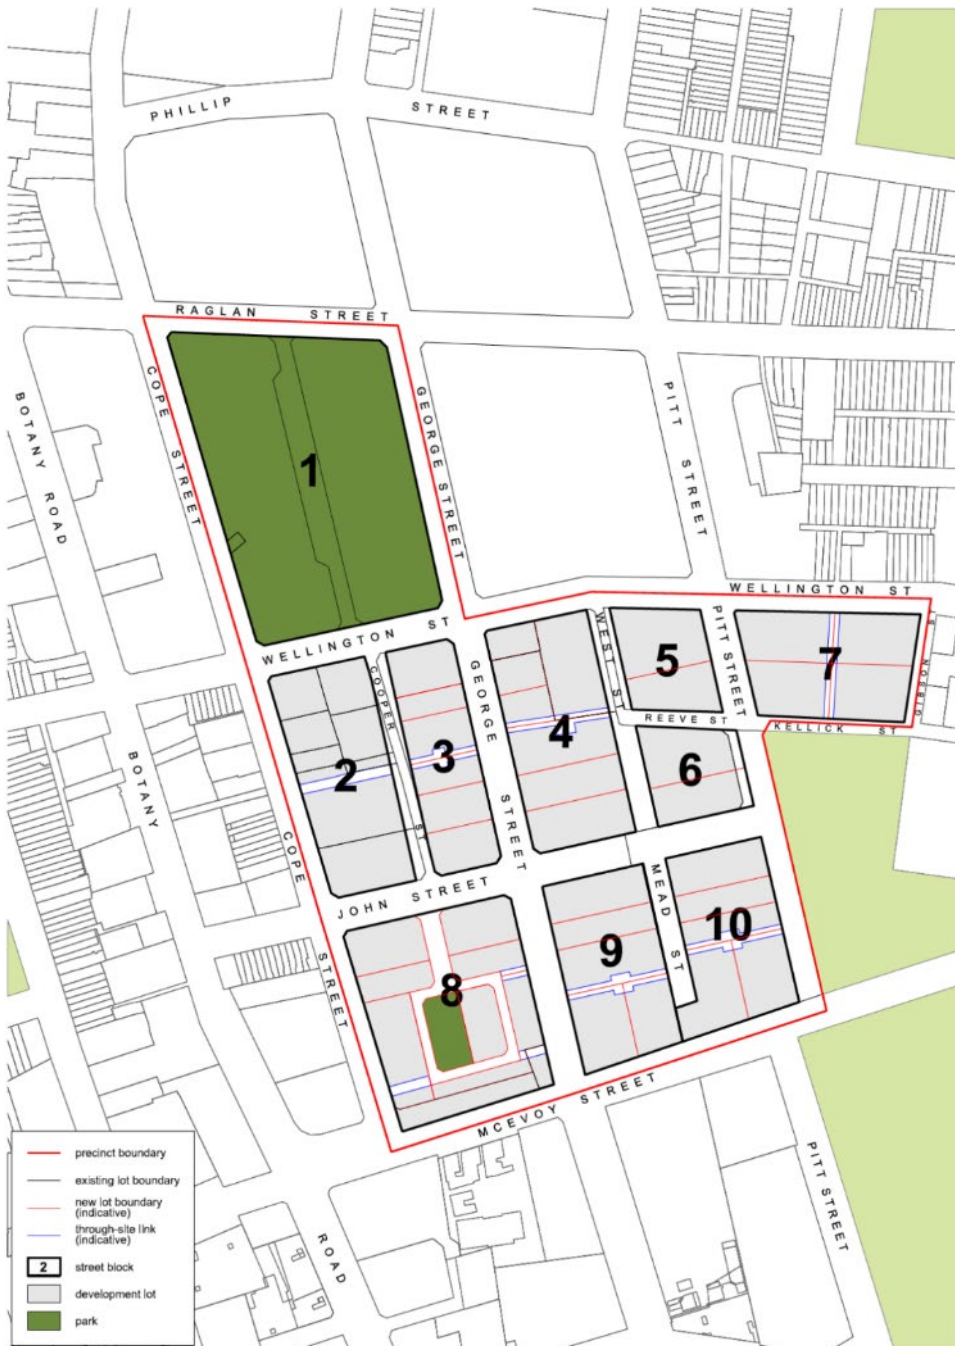 PHILLIP STREET
RAGLAN STREET
COPE STREET
GEORGE STREET
BOTANY ROAD
PITT STREET
1
WELLINGTON ST
WELLINGTON ST
COOPER ST
GEORGE STREET
WEST ST
5
PITT STREET
7
GIBSON ST
REEVE ST
KELLICK ST
2
3
4
6
BOTANY ROAD
COPE STREET
JOHN STREET
MEAD ST
8
9
10
MCEVOY STREET
PITT STREET
precinct boundary
existing lot boundary
new lot boundary
(indicative)
through-site link
(indicative)
2 street block
development lot
park